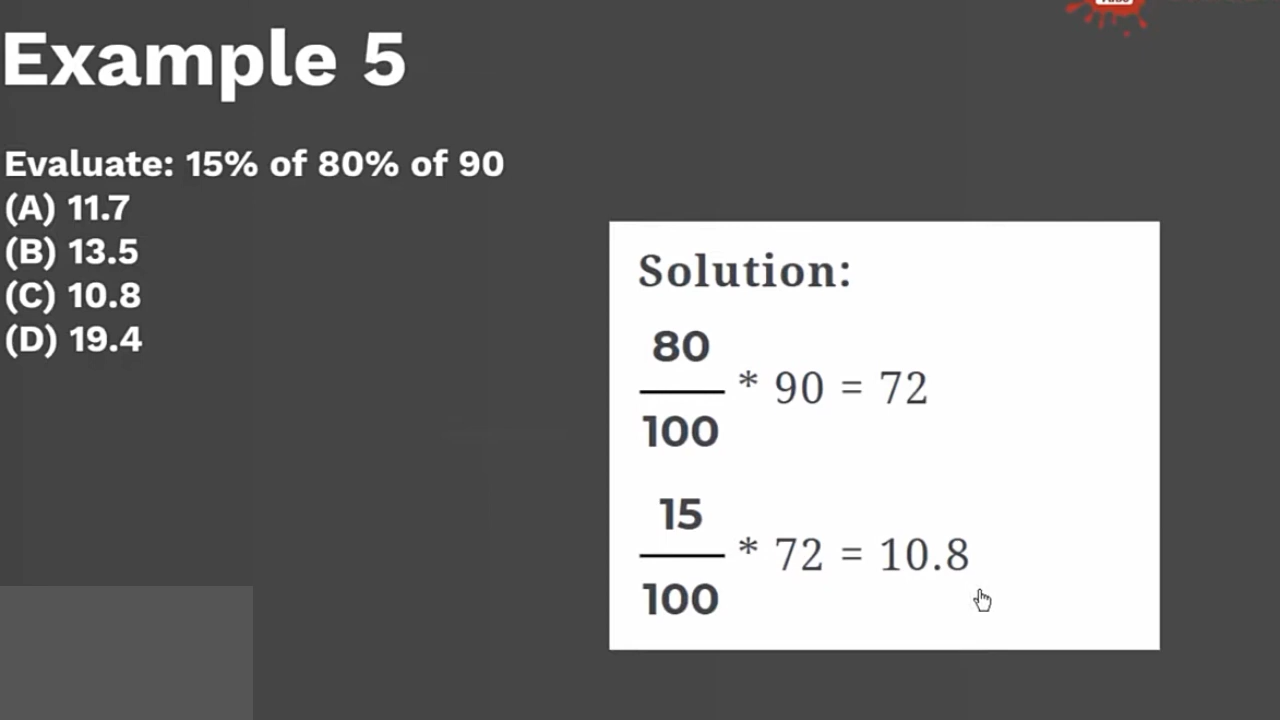 Example 5
Evaluate: 15% of 80% of 90
(A) 11.7
(B) 13.5
(C) 10.8
(D) 19.4
Solution:
80
100
* 90 = 72
15
100
* 72 = 10.8